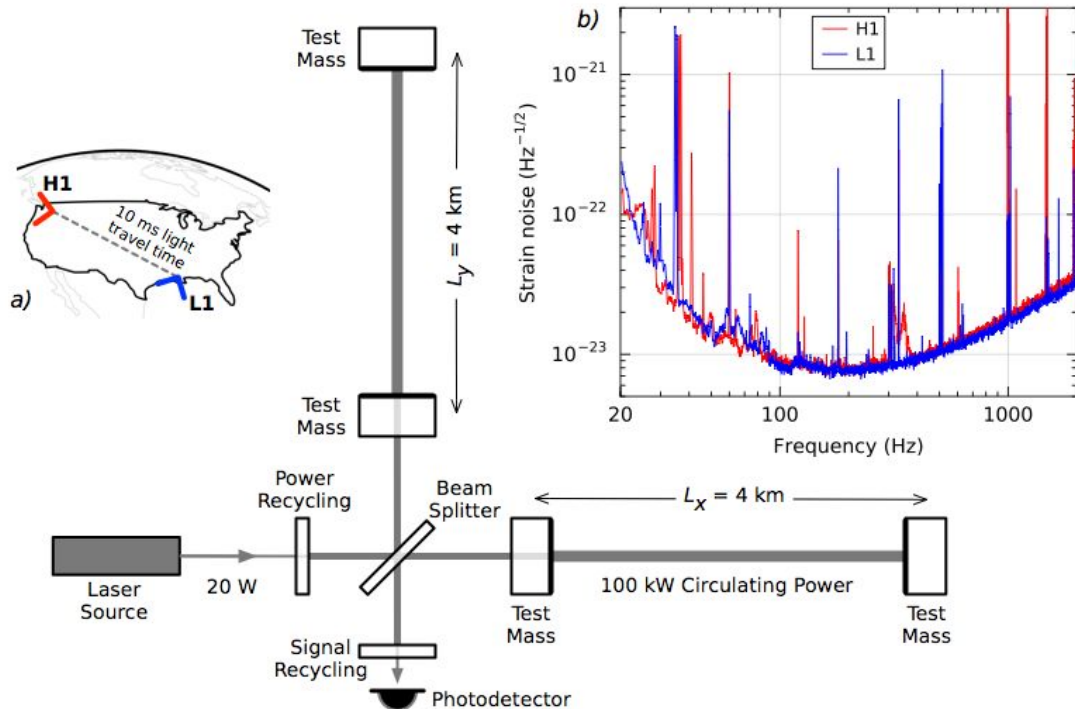 a)
H1
10 ms light
travel time
L1
Test
Mass
L_y = 4 km
Test
Mass
b)
H1
L1
Strain noise (Hz^{-1/2})
10^{-21}
10^{-22}
10^{-23}
20
100
1000
Frequency (Hz)
Power
Recycling
Beam
Splitter
L_x = 4 km
Laser
Source
20 W
100 kW Circulating Power
Test
Mass
Test
Mass
Signal
Recycling
Photodetector